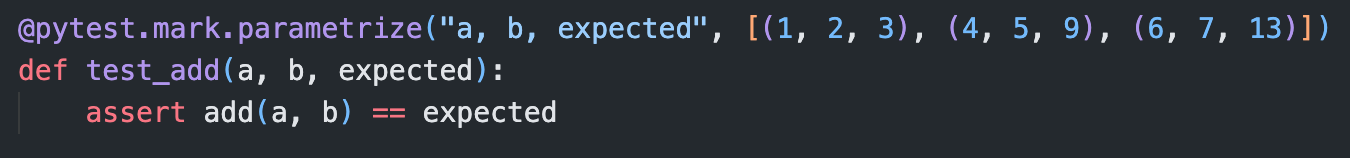 @pytest.mark.parametrize("a, b, expected", [(1, 2, 3), (4, 5, 9), (6, 7, 13)])
def test_add(a, b, expected):
    assert add(a, b) == expected